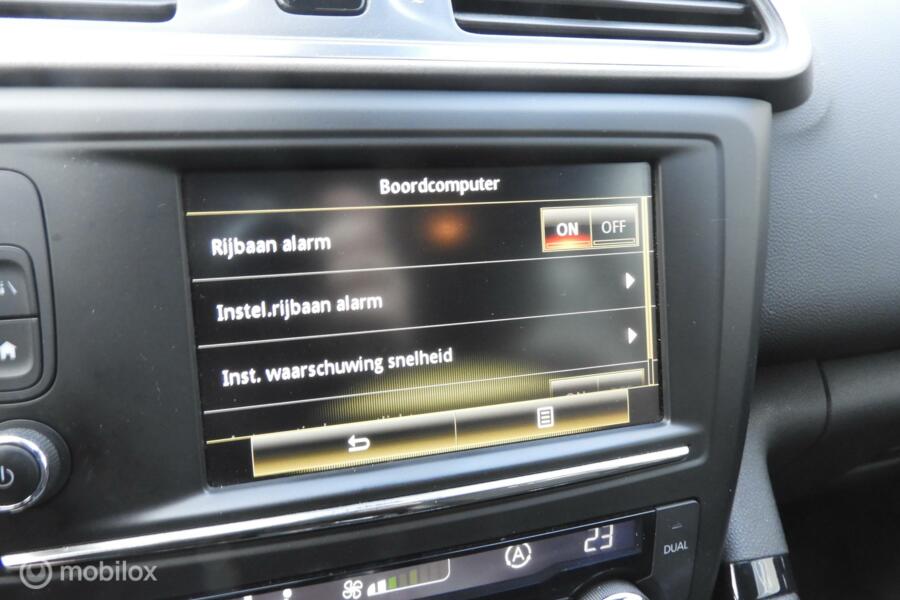 Boordcomputer
Rijbaan alarm
ON OFF
Instel.rijbaan alarm
Inst. waarschuwing snelheid
23
A
DUAL
mobilox